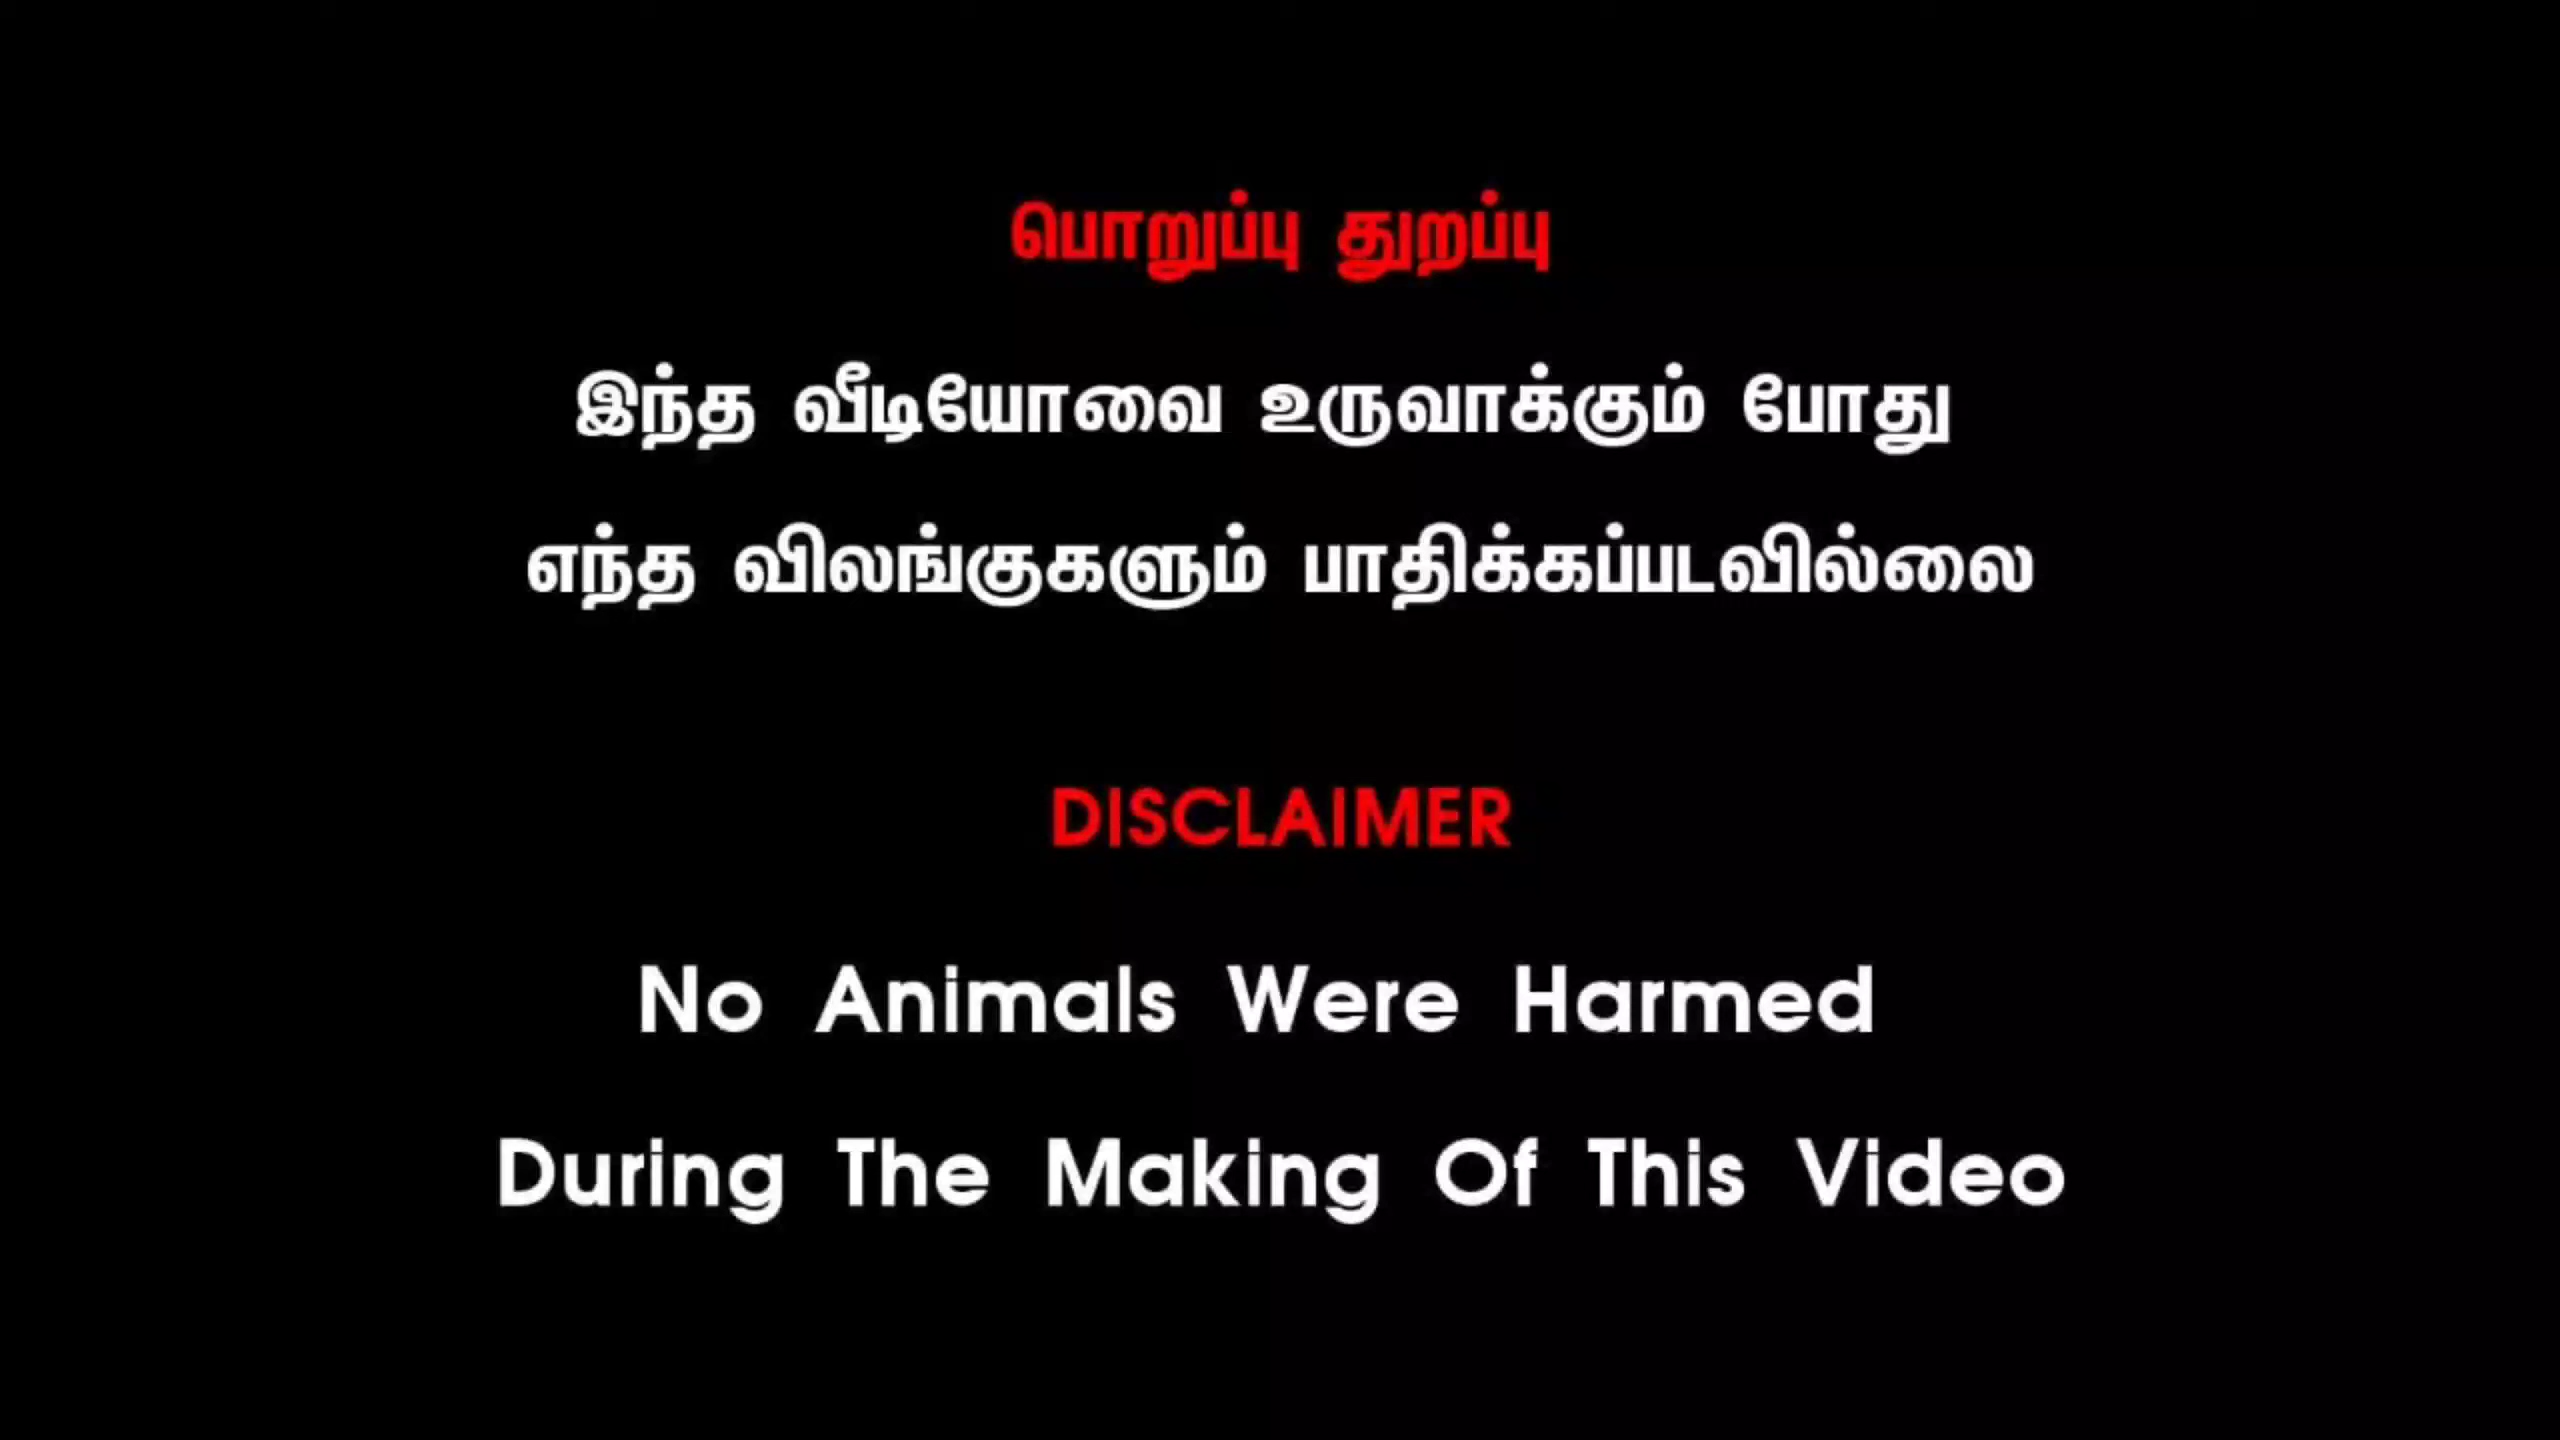 பொறுப்பு துறப்பு
இந்த வீடியோவை உருவாக்கும் போது
எந்த விலங்குகளும் பாதிக்கப்படவில்லை
DISCLAIMER
No Animals Were Harmed
During The Making Of This Video